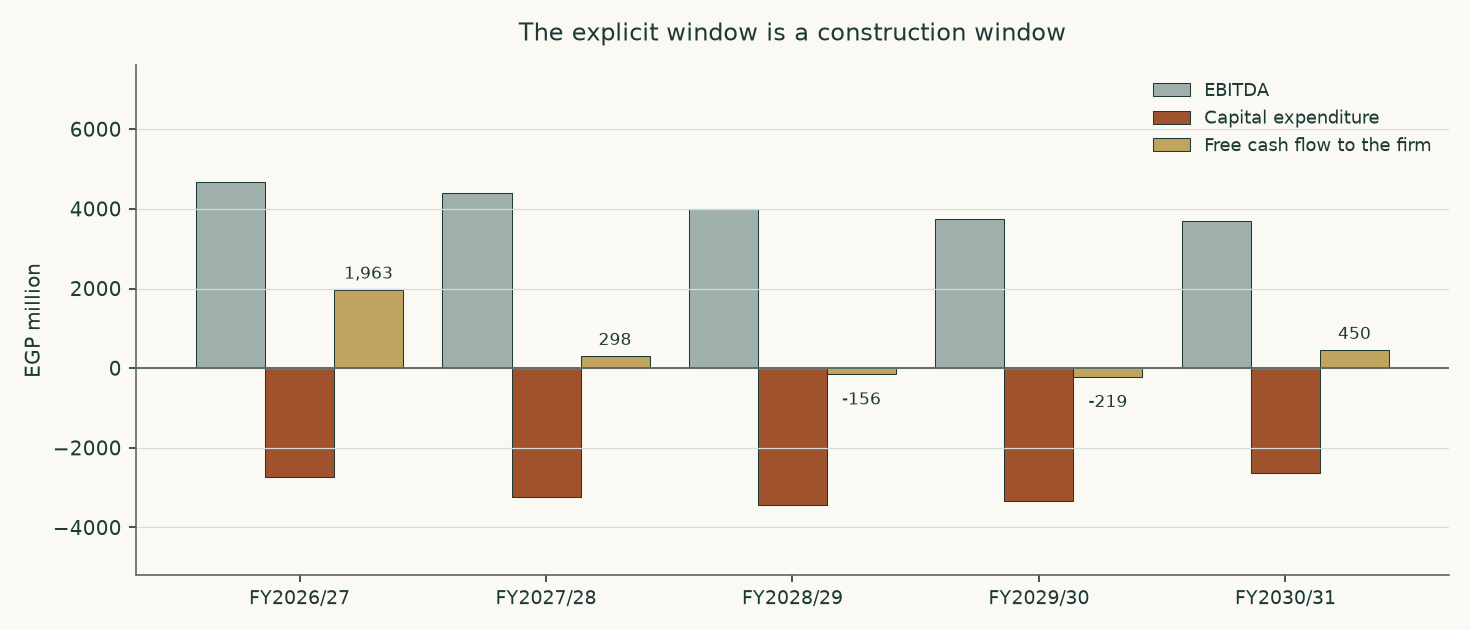 The explicit window is a construction window
EBITDA
Capital expenditure
Free cash flow to the firm
EGP million
6000
4000
2000
0
−2000
−4000
1,963
298
-156
-219
450
FY2026/27
FY2027/28
FY2028/29
FY2029/30
FY2030/31